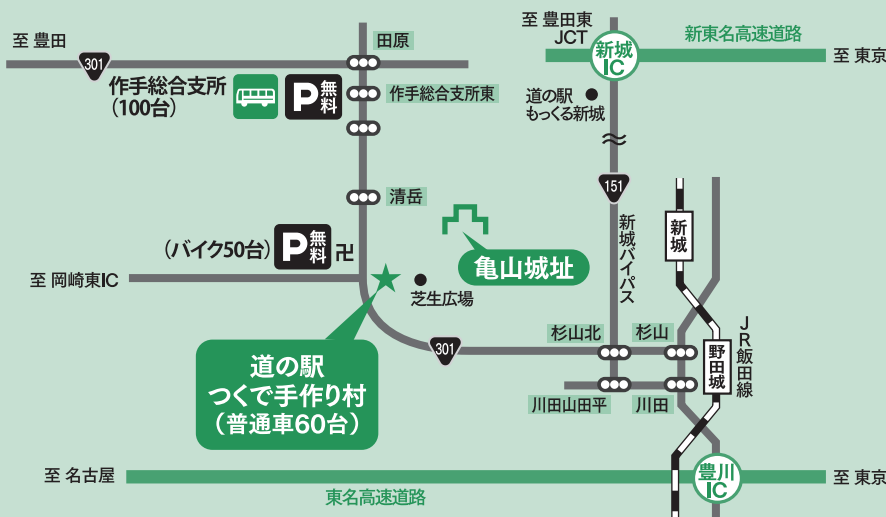 至 豊田東
JCT
新東名高速道路
至 豊田
田原
新城
IC
至 東京
301
作手総合支所
（100台）
P無料
作手総合支所東
道の駅
もっくる新城
151
清岳
新城バイパス
新城
（バイク50台）
P無料
卍
亀山城址
至 岡崎東IC
芝生広場
杉山北
杉山
JR飯田線
301
野田城
道の駅
つくで手作り村
（普通車60台）
川田山田平
川田
至 名古屋
豊川
IC
至 東京
東名高速道路